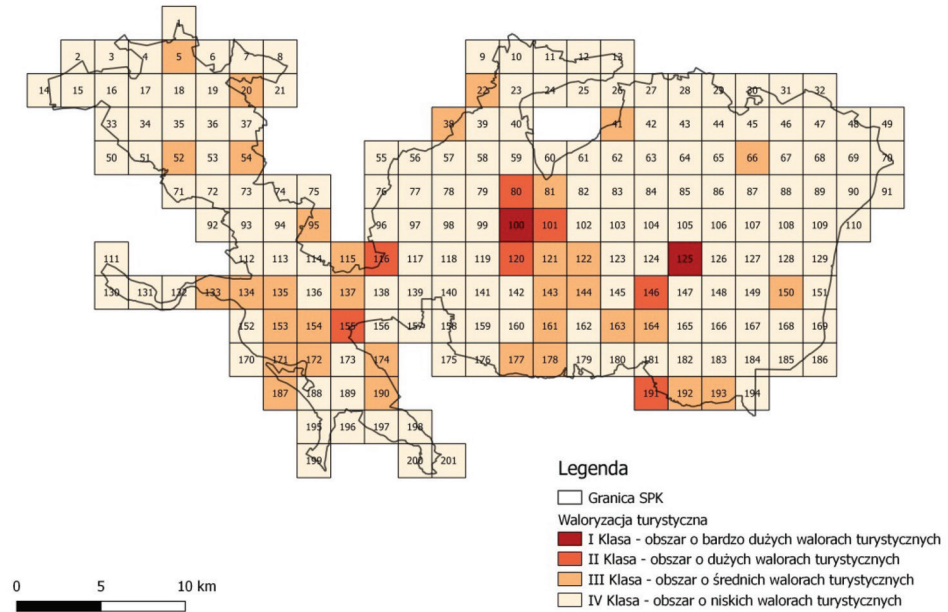 1
2 3 4 5 6 7 8 9 10 11 12 13
14 15 16 17 18 19 20 21 22 23 24 25 26 27 28 29 30 31 32
33 34 35 36 37 38 39 40 41 42 43 44 45 46 47 48 49
50 51 52 53 54 55 56 57 58 59 60 61 62 63 64 65 66 67 68 69 70
71 72 73 74 75 76 77 78 79 80 81 82 83 84 85 86 87 88 89 90 91
92 93 94 95 96 97 98 99 100 101 102 103 104 105 106 107 108 109 110
111 112 113 114 115 116 117 118 119 120 121 122 123 124 125 126 127 128 129
130 131 132 133 134 135 136 137 138 139 140 141 142 143 144 145 146 147 148 149 150 151
152 153 154 155 156 157 158 159 160 161 162 163 164 165 166 167 168 169
170 171 172 173 174 175 176 177 178 179 180 181 182 183 184 185 186
187 188 189 190 191 192 193 194
195 196 197 198
199 200 201
Legenda
Granica SPK
Waloryzacja turystyczna
I Klasa - obszar o bardzo dużych walorach turystycznych
II Klasa - obszar o dużych walorach turystycznych
III Klasa - obszar o średnich walorach turystycznych
IV Klasa - obszar o niskich walorach turystycznych
0 5 10 km